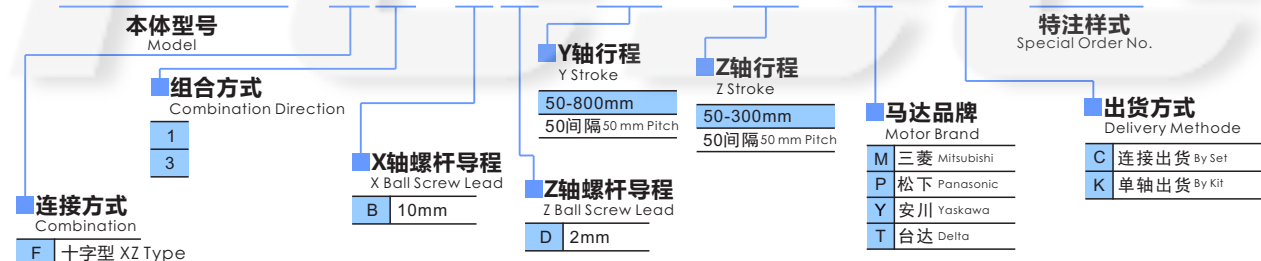 本体型号
Model
特注样式
Special Order No.
组合方式
Combination Direction
1
3
连接方式
Combination
F 十字型 XZ Type
X轴螺杆导程
X Ball Screw Lead
B 10mm
Y轴行程
Y Stroke
50-800mm
50间隔 50 mm Pitch
Z轴螺杆导程
Z Ball Screw Lead
D 2mm
Z轴行程
Z Stroke
50-300mm
50间隔 50 mm Pitch
马达品牌
Motor Brand
M 三菱 Mitsubishi
P 松下 Panasonic
Y 安川 Yaskawa
T 台达 Delta
出货方式
Delivery Methode
C 连接出货 By Set
K 单轴出货 By Kit